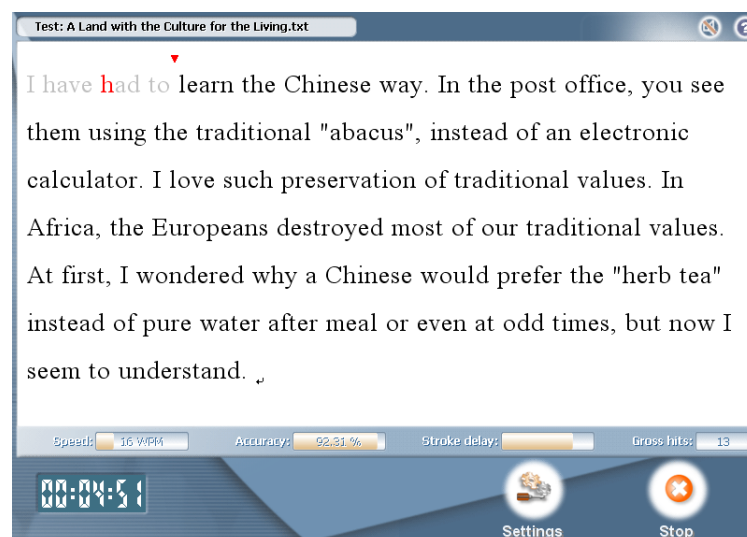 Test: A Land with the Culture for the Living.txt
I have had to learn the Chinese way. In the post office, you see
them using the traditional "abacus", instead of an electronic
calculator. I love such preservation of traditional values. In
Africa, the Europeans destroyed most of our traditional values.
At first, I wondered why a Chinese would prefer the "herb tea"
instead of pure water after meal or even at odd times, but now I
seem to understand.
Speed: 16 WPM Accuracy: 92.31 % Stroke delay: Gross hits: 13
00:04:51
Settings Stop